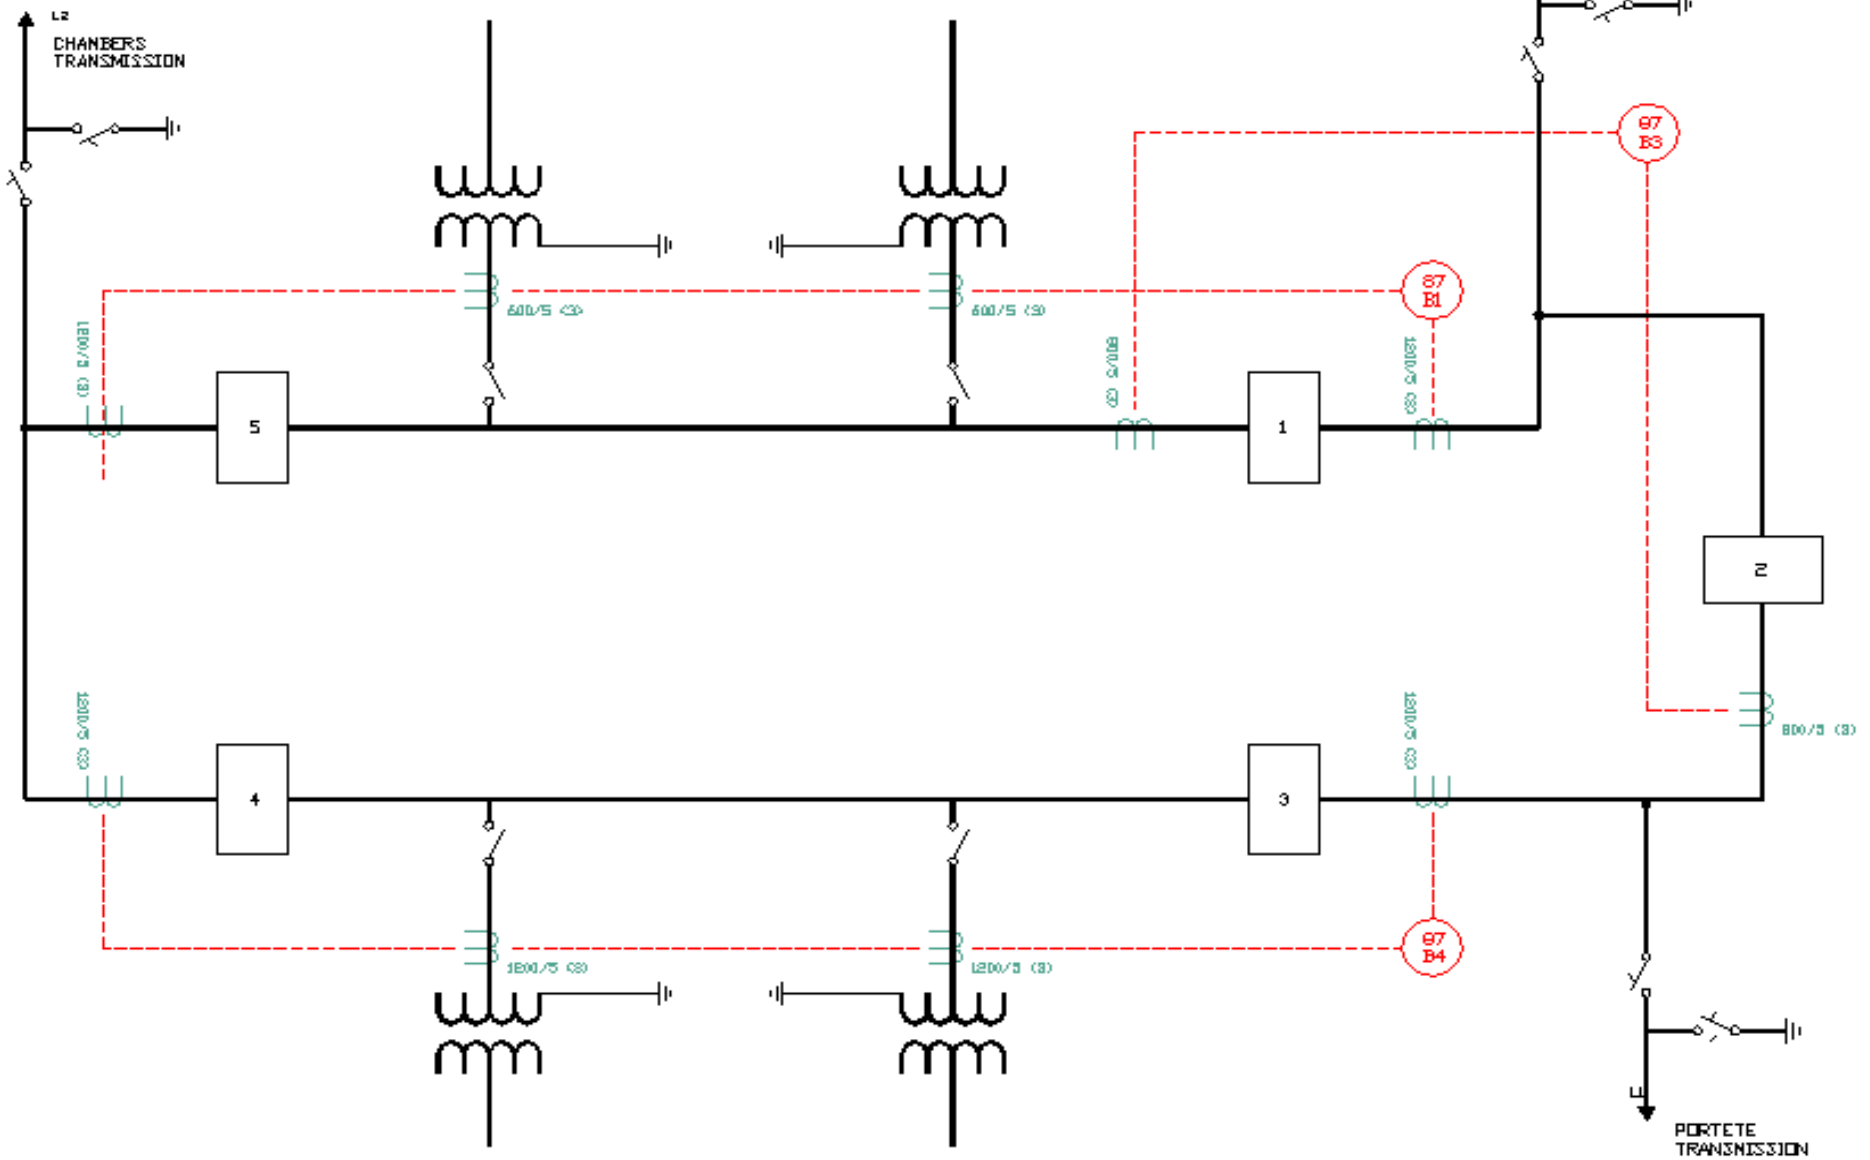 L2
CHAMBERS
TRANSMISSION
87
B3
87
B1
600/5 (3)
600/5 (3)
1200/5 (3)
800/5 (3)
1200/5 (3)
5
1
2
1200/5 (3)
1200/5 (3)
800/5 (3)
4
3
87
B4
1200/5 (3)
1200/5 (3)
L1
PORTETE
TRANSMISSION